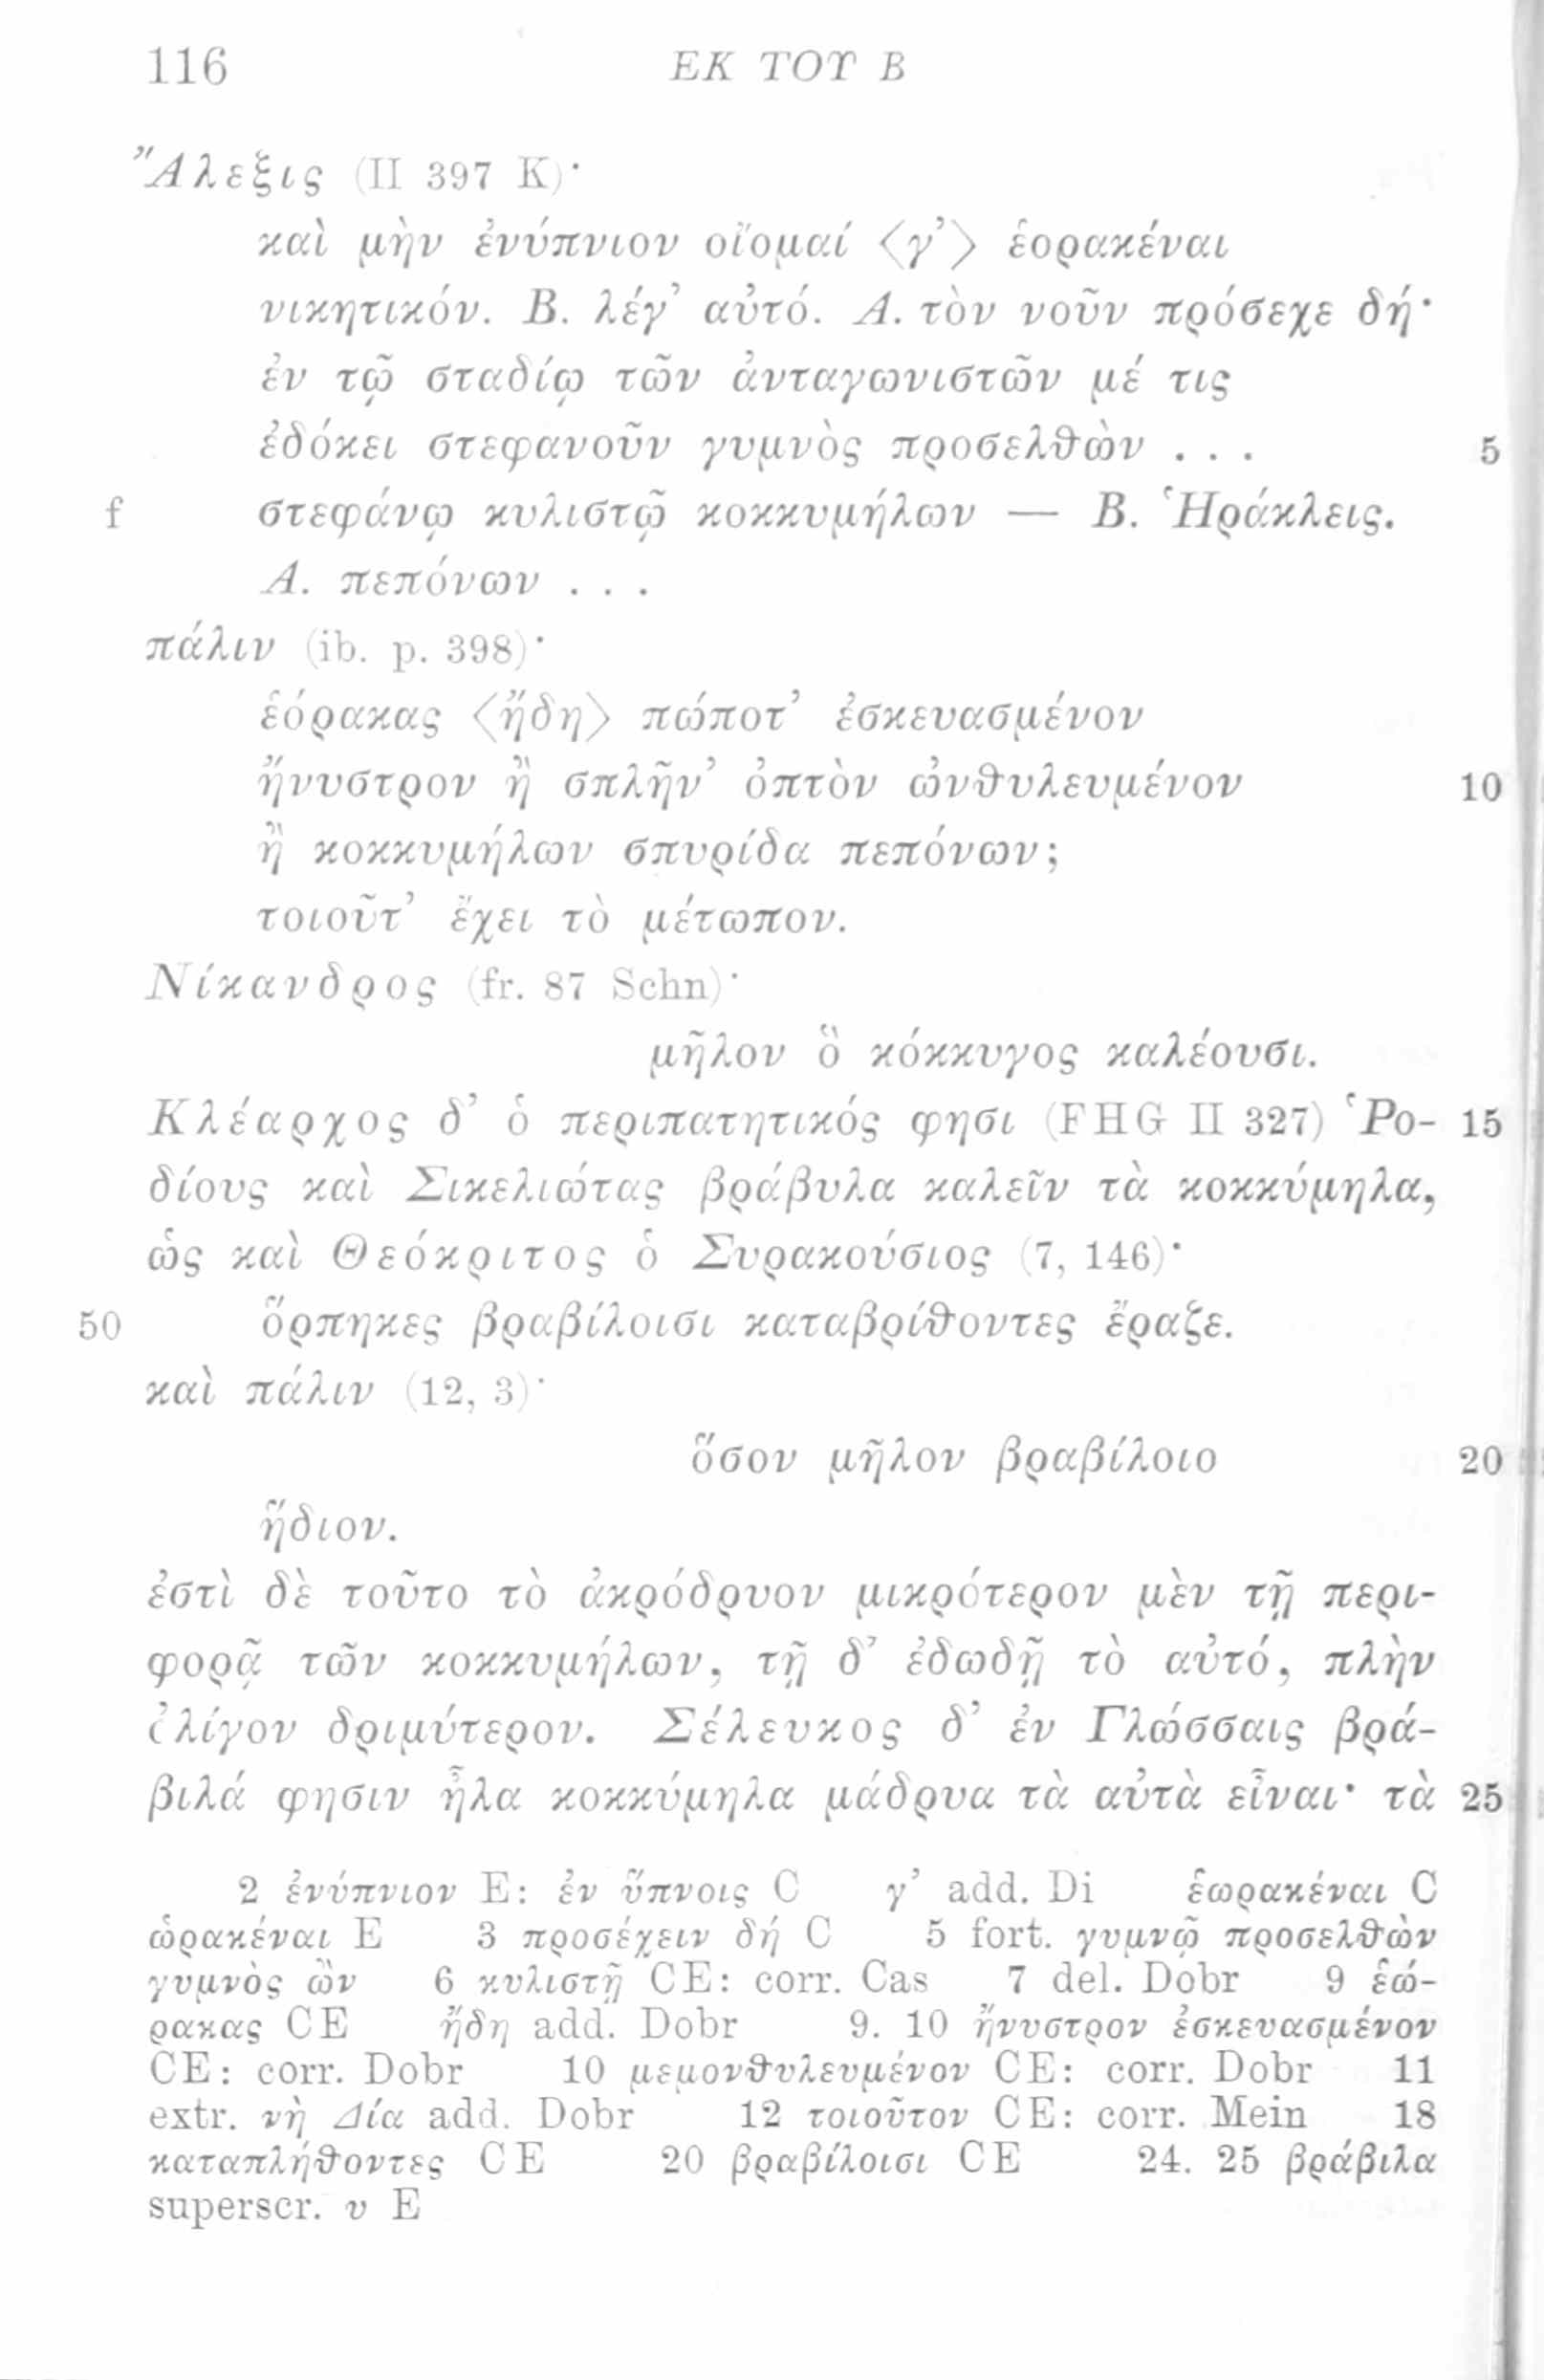 116 ΕΚ ΤΟΥ Β
Ἄλεξις (II 397 K)·
καὶ μὴν ἐνύπνιον οἴομαί 〈γ’〉 ἑορακέναι
νικητικόν. Β. λέγ’ αὐτό. Α. τὸν νοῦν πρόσεχε δή·
ἐν τῷ σταδίῳ τῶν ἀνταγωνιστῶν μέ τις
ἐδόκει στεφανοῦν γυμνὸς προσελθὼν . . . 5
f στεφάνῳ κυλιστῷ κοκκυμήλων — Β. Ἡράκλεις.
Α. πεπόνων . . .
πάλιν (ib. p. 398)·
ἑόρακας 〈ἤδη〉 πώποτ’ ἐσκευασμένον
ἤνυστρον ἢ σπλῆν’ ὀπτὸν ὠνθυλευμένον 10
ἢ κοκκυμήλων σπυρίδα πεπόνων;
τοιοῦτ’ ἔχει τὸ μέτωπον.
Νίκανδρος (fr. 87 Schn)·
μῆλον ὃ κόκκυγος καλέουσι.
Κλέαρχος δ’ ὁ περιπατητικός φησι (FHG II 327) Ῥο- 15
δίους καὶ Σικελιώτας βράβυλα καλεῖν τὰ κοκκύμηλα,
ὡς καὶ Θεόκριτος ὁ Συρακούσιος (7, 146)·
50 ὅρπηκες βραβίλοισι καταβρίθοντες ἔραζε.
καὶ πάλιν (12, 3)·
ὅσον μῆλον βραβίλοιο 20
ἥδιον.
ἐστὶ δὲ τοῦτο τὸ ἀκρόδρυον μικρότερον μὲν τῇ περι-
φορᾷ τῶν κοκκυμήλων, τῇ δ’ ἐδωδῇ τὸ αὐτό, πλὴν
ὀλίγον δριμύτερον. Σέλευκος δ’ ἐν Γλώσσαις βρά-
βιλά φησιν ἦλα κοκκύμηλα μάδρυα τὰ αὐτὰ εἶναι· τὰ 25
2 ἐνύπνιον E: ἐν ὕπνοις C γ’ add. Di ἑωρακέναι C
ὡρακέναι E 3 προσέχειν δή C 5 fort. γυμνῷ προσελθὼν
γυμνὸς ὢν 6 κυλιστῇ CE: corr. Cas 7 del. Dobr 9 ἑώ-
ρακας CE ἤδη add. Dobr 9. 10 ἤνυστρον ἐσκευασμένον
CE: corr. Dobr 10 μεμονθυλευμένον CE: corr. Dobr 11
extr. νὴ Δία add. Dobr 12 τοιοῦτον CE: corr. Mein 18
καταπλήθοντες CE 20 βραβίλοισι CE 24. 25 βράβιλα
superscr. υ E